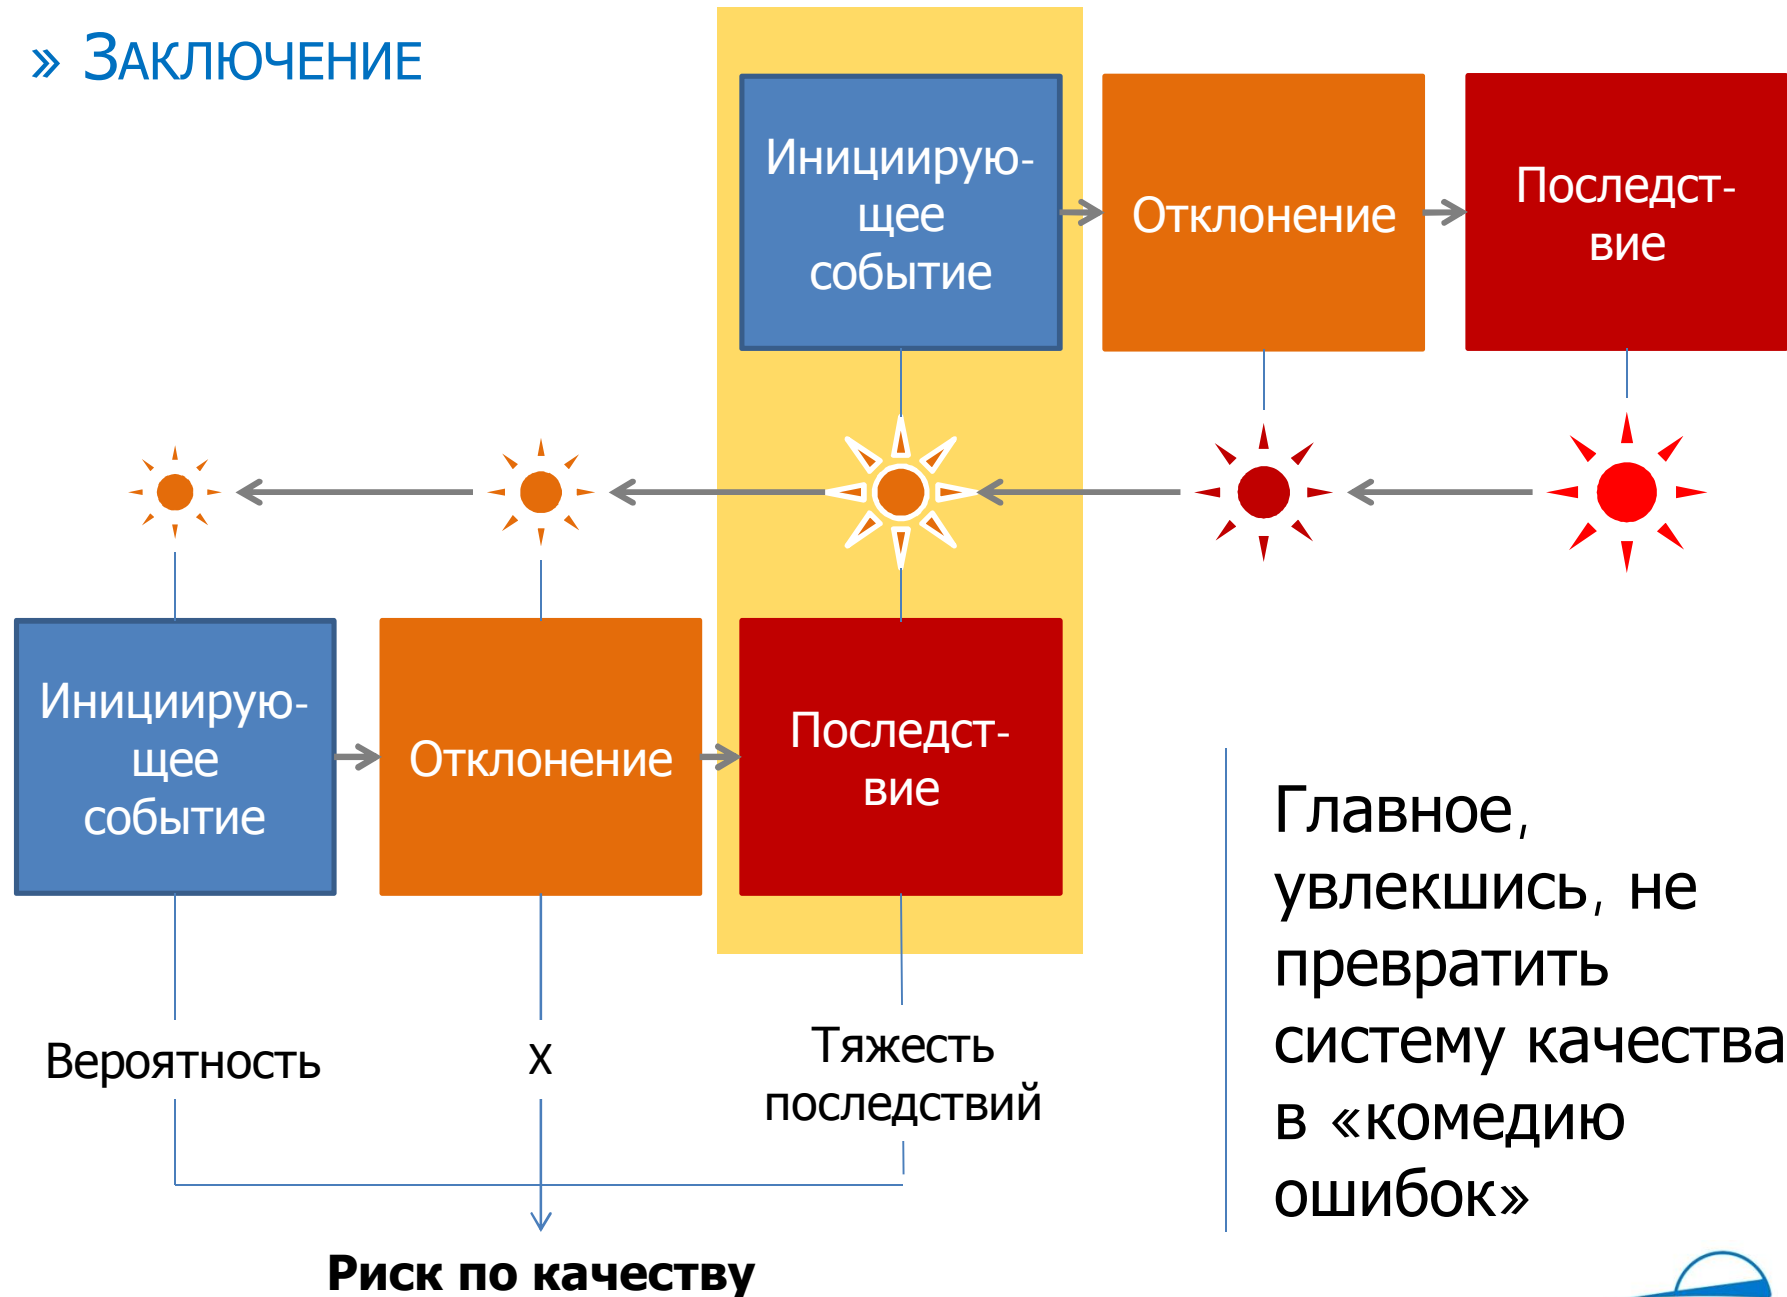 » Заключение
Инициирую-
щее
событие
Отклонение
Последст-
вие
Инициирую-
щее
событие
Отклонение
Последст-
вие
Вероятность
X
Тяжесть
последствий
Риск по качеству
Главное,
увлекшись, не
превратить
систему качества
в «комедию
ошибок»